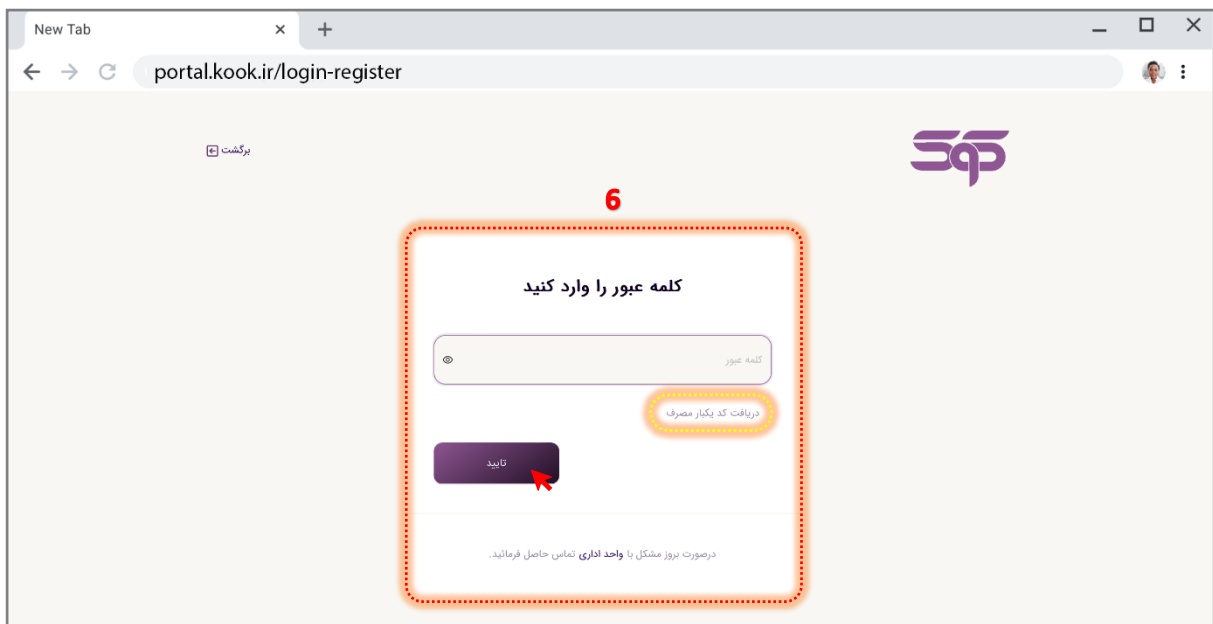 New Tab
portal.kook.ir/login-register
کوک
برگشت
6
کلمه عبور را وارد کنید
کلمه عبور
دریافت کد یکبار مصرف
تایید
درصورت بروز مشکل با واحد اداری تماس حاصل فرمائید.